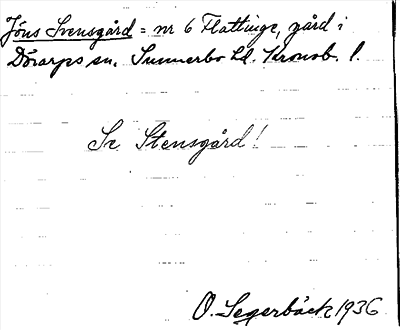 Jöns Svensgård = nr 6 Flattinge, gård i
Dörarps sn. Sunnerbo hd. Kronob. l.
Se Stensgård!
O. Segerbäck 1936